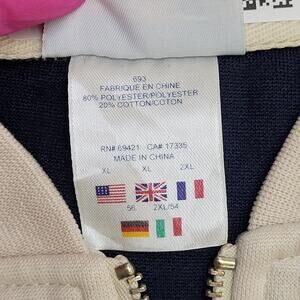 693
FABRIQUE EN CHINE
80% POLYESTER/POLYESTER
20% COTTON/COTON
RN# 69421 CA# 17335
MADE IN CHINA
XL XL 2XL
56 2XL/54